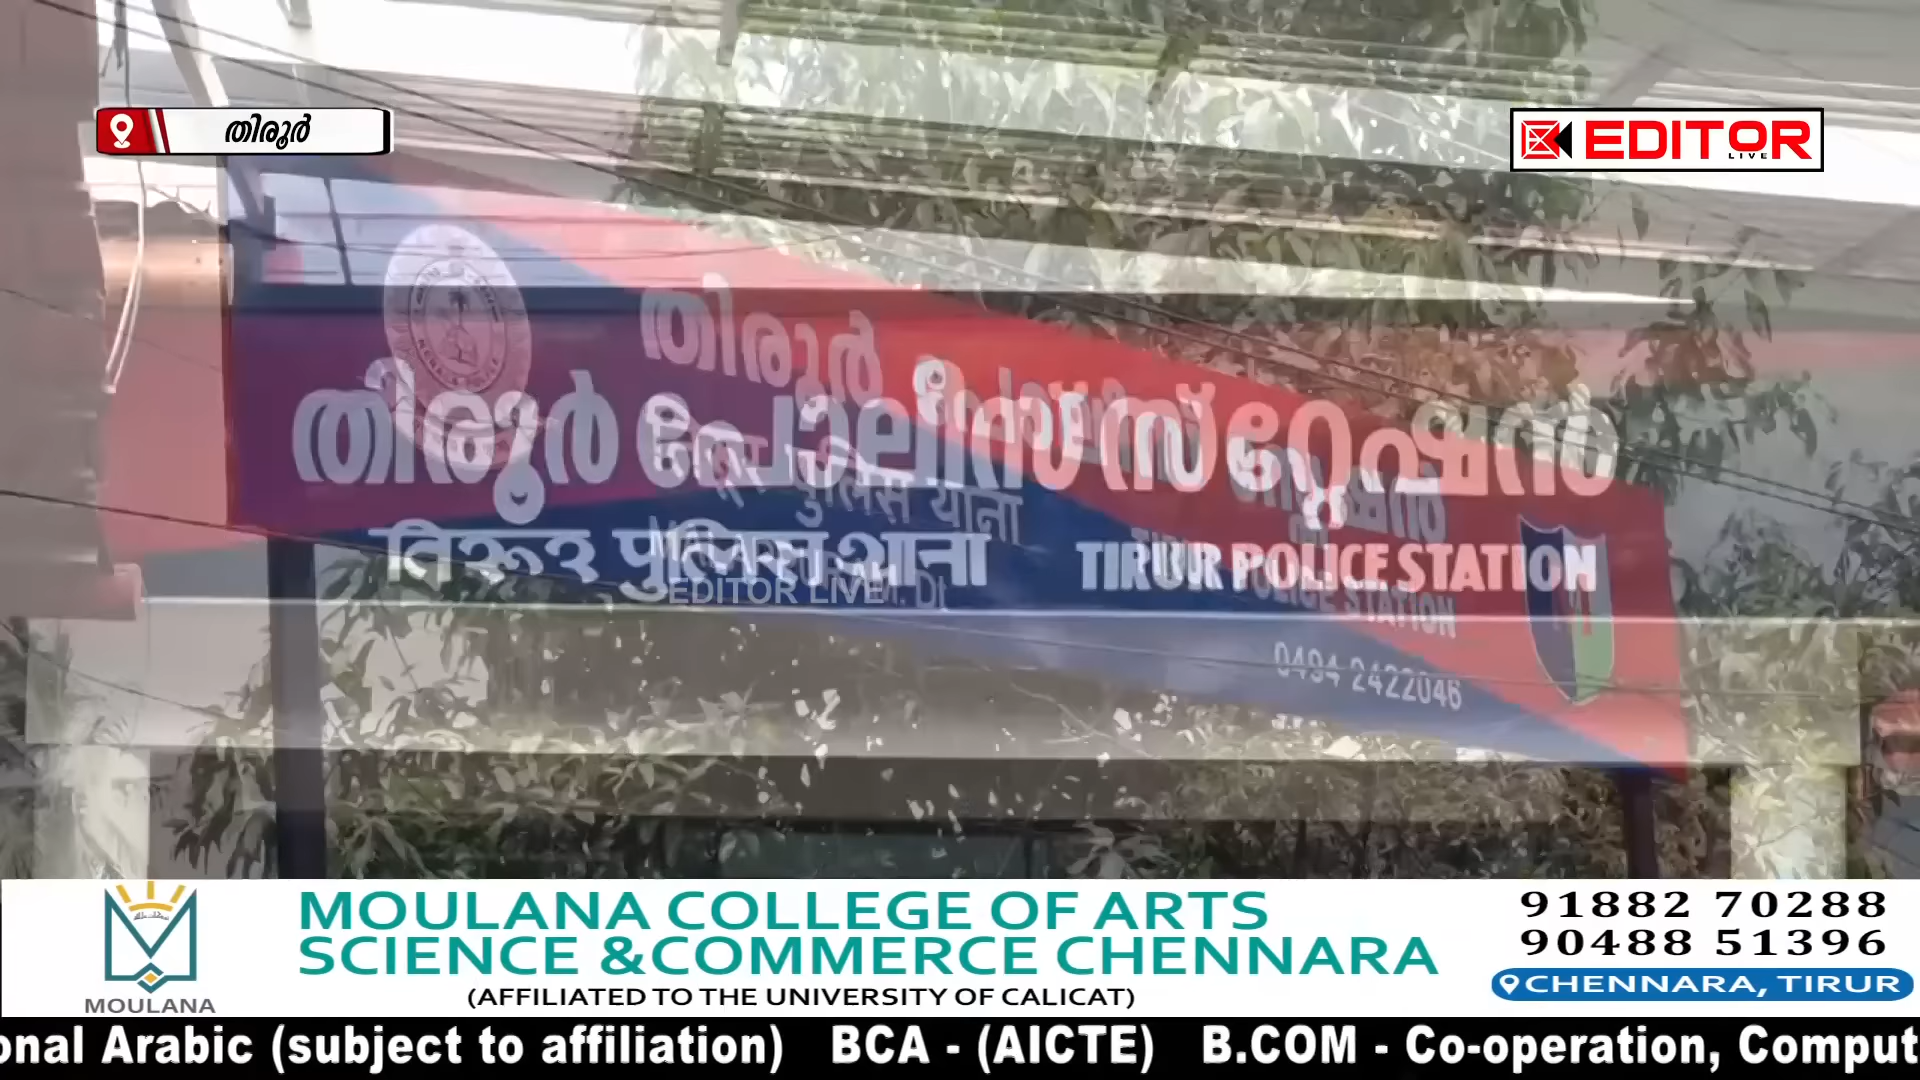 തിരൂർ
EDITOR
LIVE
തിരൂർ
തിരൂർ പോലീസ് സ്റ്റേഷൻ
तिरूर पुलिस थाना
TIRUR POLICE STATION
पुलिस थाना
POLICE STATION
EDITOR LIVE
0494 2422046
MOULANA COLLEGE OF ARTS
SCIENCE &COMMERCE CHENNARA
(AFFILIATED TO THE UNIVERSITY OF CALICAT)
MOULANA
91882 70288
90488 51396
CHENNARA, TIRUR
onal Arabic (subject to affiliation) BCA - (AICTE) B.COM - Co-operation, Comput